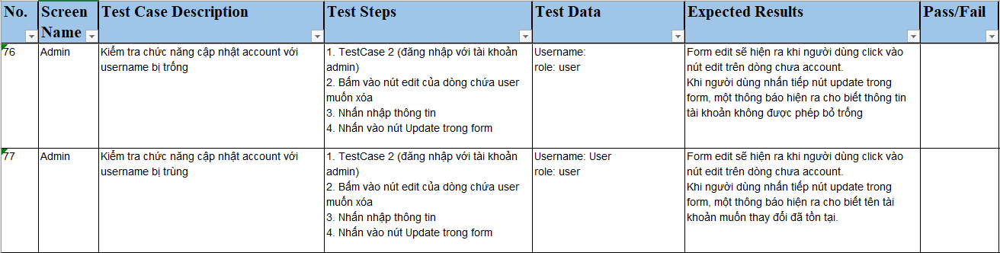 No.
Screen
Name
Test Case Description
Test Steps
Test Data
Expected Results
Pass/Fail
76
Admin
Kiểm tra chức năng cập nhật account với
username bị trống
1. TestCase 2 (đăng nhập với tài khoản
admin)
2. Bấm vào nút edit của dòng chứa user
muốn xóa
3. Nhấn nhập thông tin
4. Nhấn vào nút Update trong form
Username:
role: user
Form edit sẽ hiện ra khi người dùng click vào
nút edit trên dòng chưa account.
Khi người dùng nhấn tiếp nút update trong
form, một thông báo hiện ra cho biết thông tin
tài khoản không được phép bỏ trống
77
Admin
Kiểm tra chức năng cập nhật account với
username bị trùng
1. TestCase 2 (đăng nhập với tài khoản
admin)
2. Bấm vào nút edit của dòng chứa user
muốn xóa
3. Nhấn nhập thông tin
4. Nhấn vào nút Update trong form
Username: User
role: user
Form edit sẽ hiện ra khi người dùng click vào
nút edit trên dòng chưa account.
Khi người dùng nhấn tiếp nút update trong
form, một thông báo hiện ra cho biết tên tài
khoản muốn thay đổi đã tồn tại.